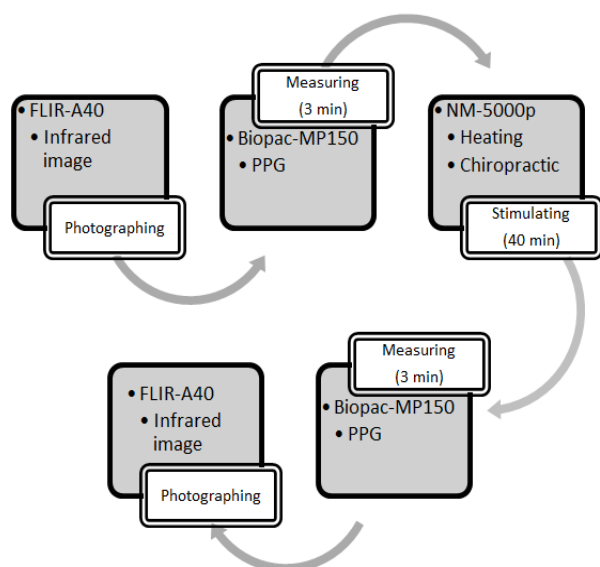 • FLIR-A40
• Infrared
image
Photographing
Measuring
(3 min)
• Biopac-MP150
• PPG
• NM-5000p
• Heating
• Chiropractic
Stimulating
(40 min)
Measuring
(3 min)
• Biopac-MP150
• PPG
• FLIR-A40
• Infrared
image
Photographing